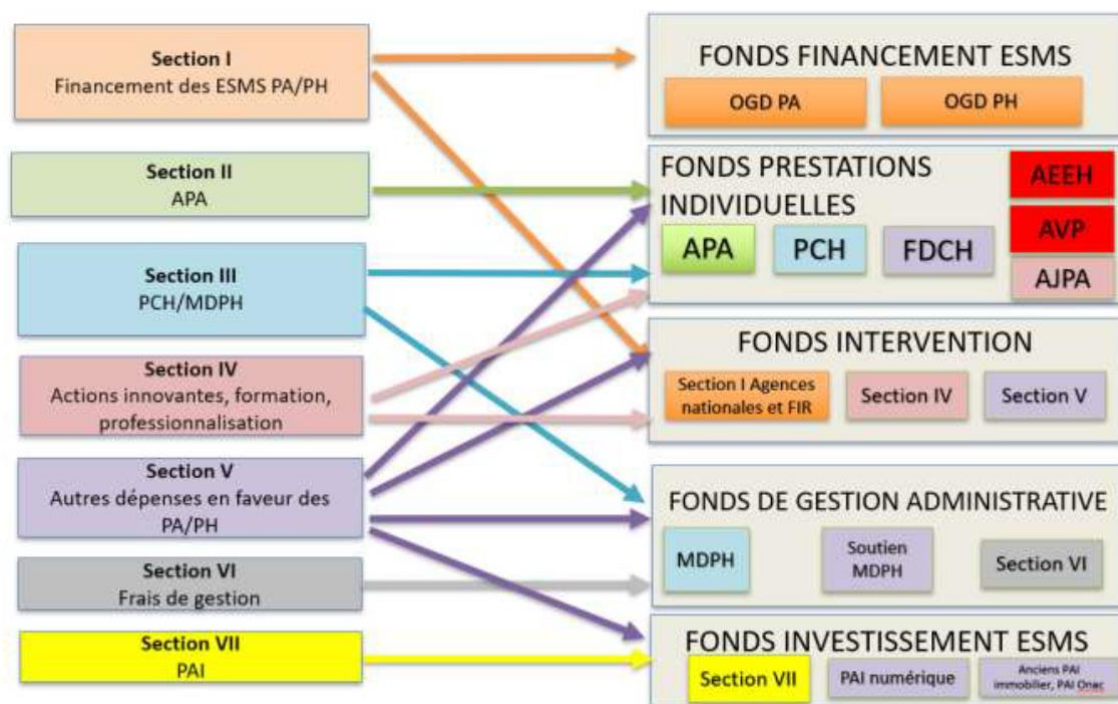 Section I
Financement des ESMS PA/PH
Section II
APA
Section III
PCH/MDPH
Section IV
Actions innovantes, formation,
professionnalisation
Section V
Autres dépenses en faveur des
PA/PH
Section VI
Frais de gestion
Section VII
PAI
FONDS FINANCEMENT ESMS
OGD PA
OGD PH
FONDS PRESTATIONS
INDIVIDUELLES
APA
PCH
FDCH
AEEH
AVP
AJPA
FONDS INTERVENTION
Section I Agences
nationales et FIR
Section IV
Section V
FONDS DE GESTION ADMINISTRATIVE
MDPH
Soutien
MDPH
Section VI
FONDS INVESTISSEMENT ESMS
Section VII
PAI numérique
Anciens PAI
immobilier, PAI Onac